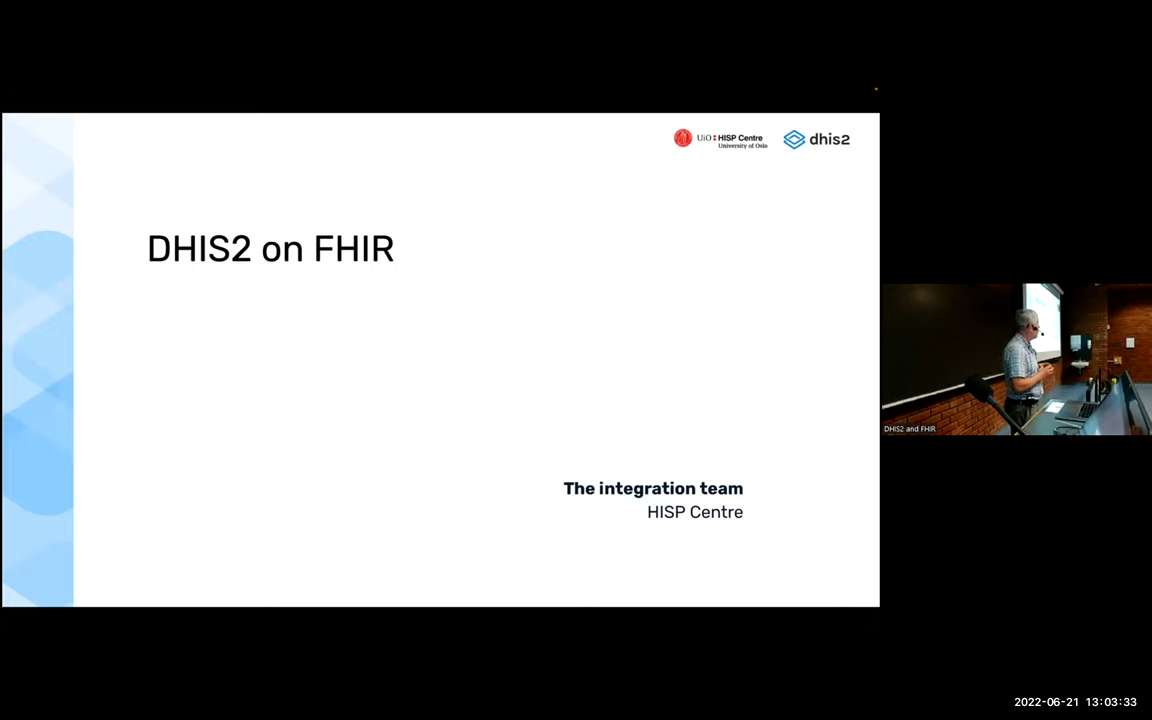 UiO HISP Centre
University of Oslo
dhis2
DHIS2 on FHIR
The integration team
HISP Centre
DHIS2 and FHIR
2022-06-21 13:03:33